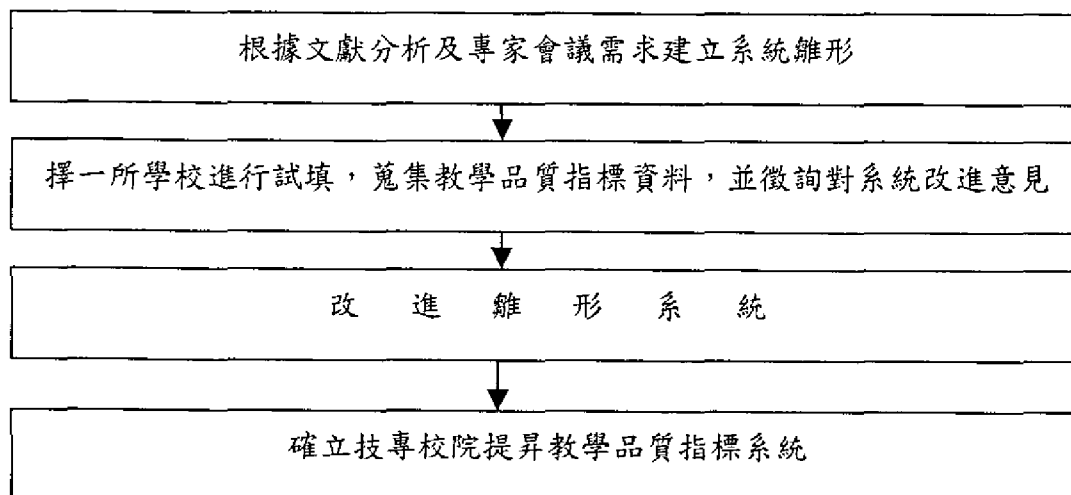 根據文獻分析及專家會議需求建立系統雛形
擇一所學校進行試填，蒐集教學品質指標資料，並徵詢對系統改進意見
改進雛形系統
確立技專校院提昇教學品質指標系統